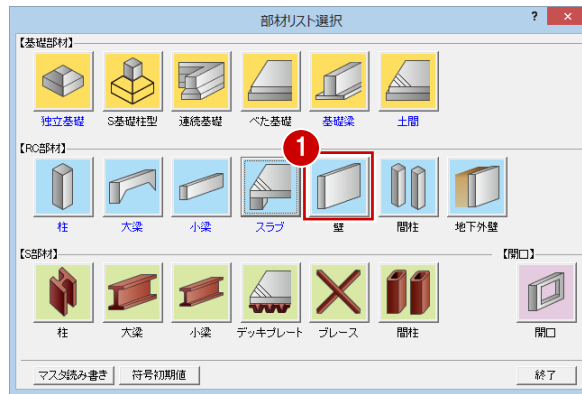 部材リスト選択 ? ×
【基礎部材】
独立基礎 S基礎柱型 連続基礎 べた基礎 基礎梁 土間
1
【RC部材】
柱 大梁 小梁 スラブ 壁 間柱 地下外壁
【S部材】 【開口】
柱 大梁 小梁 デッキプレート ブレース 間柱 開口
マスタ読み書き 符号初期値 終了